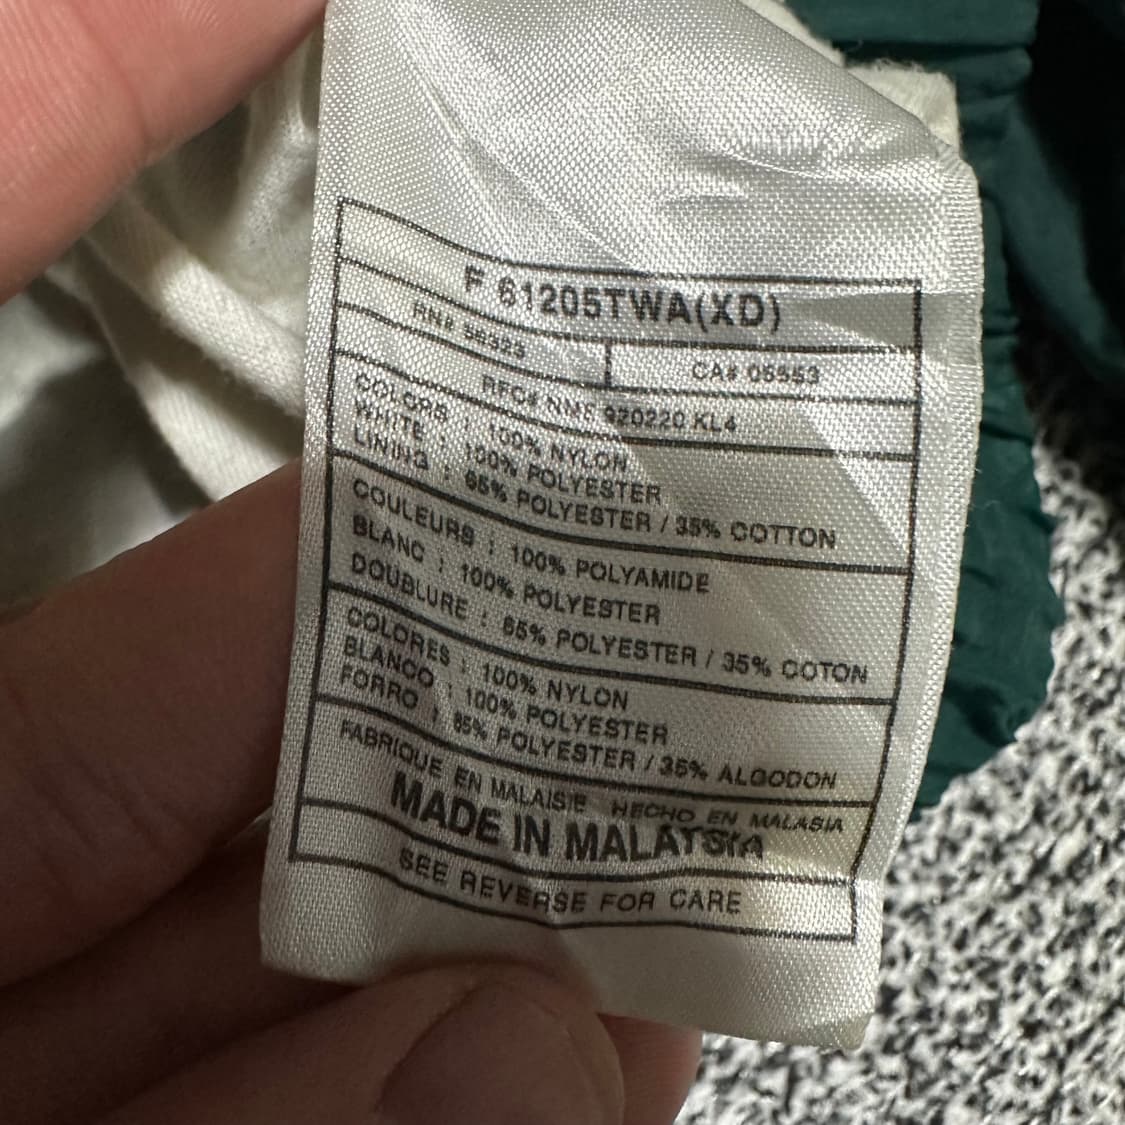 F 61205TWA(XD)
RN# 56323 CA# 05553
RFC# NME 920220 KL4
COLORS : 100% NYLON
WHITE : 100% POLYESTER
LINING : 65% POLYESTER / 35% COTTON
COULEURS : 100% POLYAMIDE
BLANC : 100% POLYESTER
DOUBLURE : 65% POLYESTER / 35% COTON
COLORES : 100% NYLON
BLANCO : 100% POLYESTER
FORRO : 65% POLYESTER / 35% ALGODON
FABRIQUE EN MALAISIE HECHO EN MALASIA
MADE IN MALAYSIA
SEE REVERSE FOR CARE